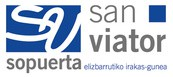 SV san
viator
sopuerta elizbarrutiko irakas-gunea